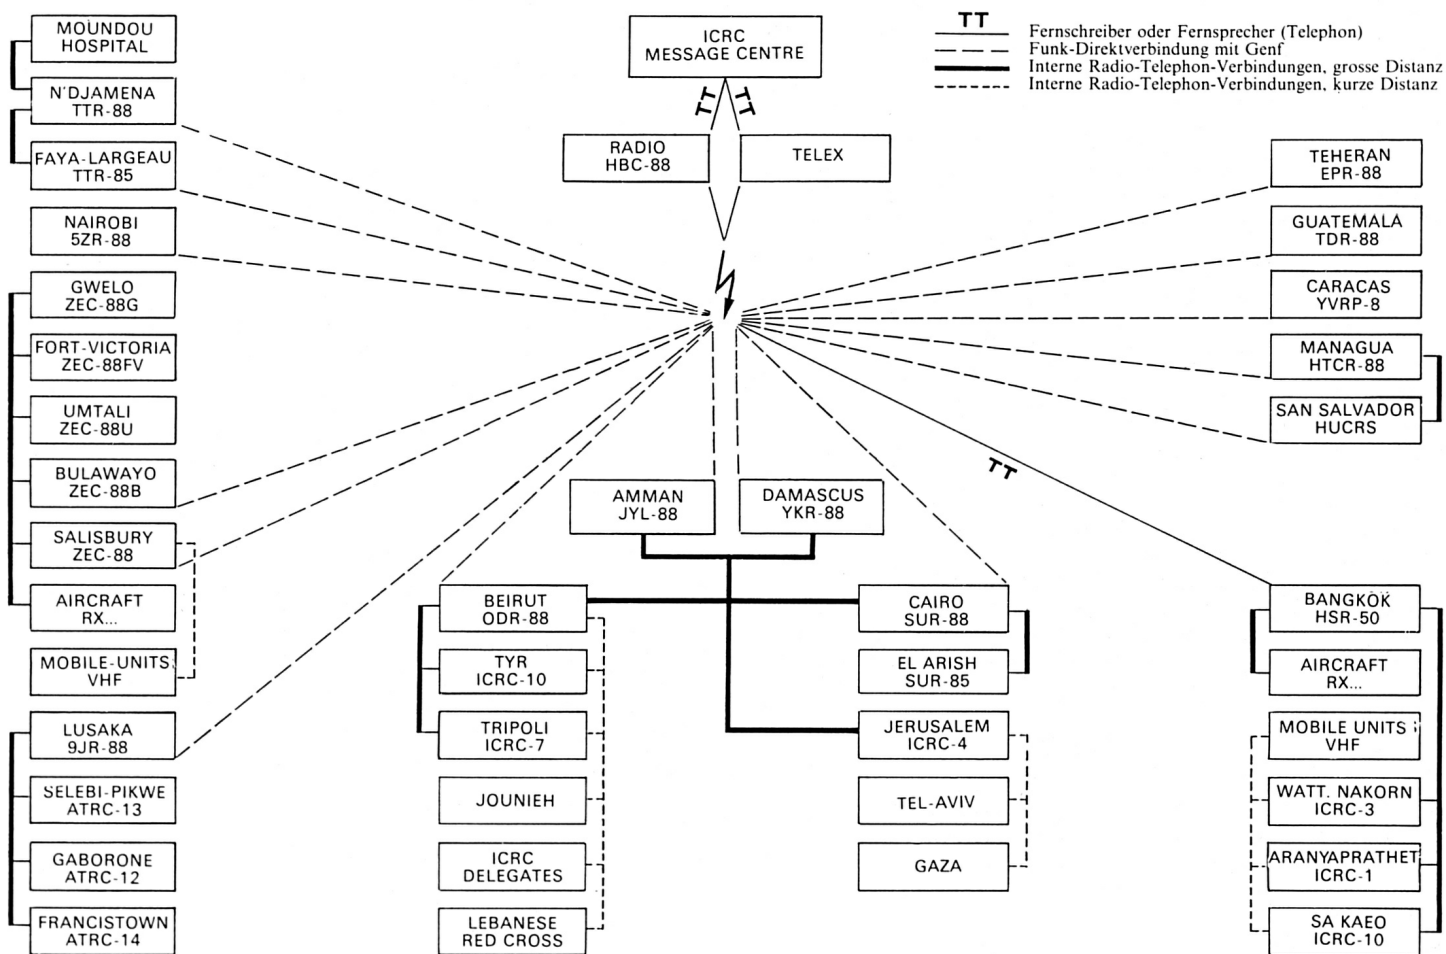 MOUNDOU
HOSPITAL
N'DJAMENA
TTR-88
FAYA-LARGEAU
TTR-85
NAIROBI
5ZR-88
GWELO
ZEC-88G
FORT-VICTORIA
ZEC-88FV
UMTALI
ZEC-88U
BULAWAYO
ZEC-88B
SALISBURY
ZEC-88
AIRCRAFT
RX...
MOBILE-UNITS
VHF
LUSAKA
9JR-88
SELEBI-PIKWE
ATRC-13
GABORONE
ATRC-12
FRANCISTOWN
ATRC-14
ICRC
MESSAGE CENTRE
TT
TT
RADIO
HBC-88
TELEX
AMMAN
JYL-88
DAMASCUS
YKR-88
BEIRUT
ODR-88
TYR
ICRC-10
TRIPOLI
ICRC-7
JOUNIEH
ICRC
DELEGATES
LEBANESE
RED CROSS
CAIRO
SUR-88
EL ARISH
SUR-85
JERUSALEM
ICRC-4
TEL-AVIV
GAZA
TT
Fernschreiber oder Fernsprecher (Telephon)
Funk-Direktverbindung mit Genf
Interne Radio-Telephon-Verbindungen, grosse Distanz
Interne Radio-Telephon-Verbindungen, kurze Distanz
TEHERAN
EPR-88
GUATEMALA
TDR-88
CARACAS
YVRP-8
MANAGUA
HTCR-88
SAN SALVADOR
HUCRS
TT
BANGKOK
HSR-50
AIRCRAFT
RX...
MOBILE UNITS
VHF
WATT. NAKORN
ICRC-3
ARANYAPRATHET
ICRC-1
SA KAEO
ICRC-10